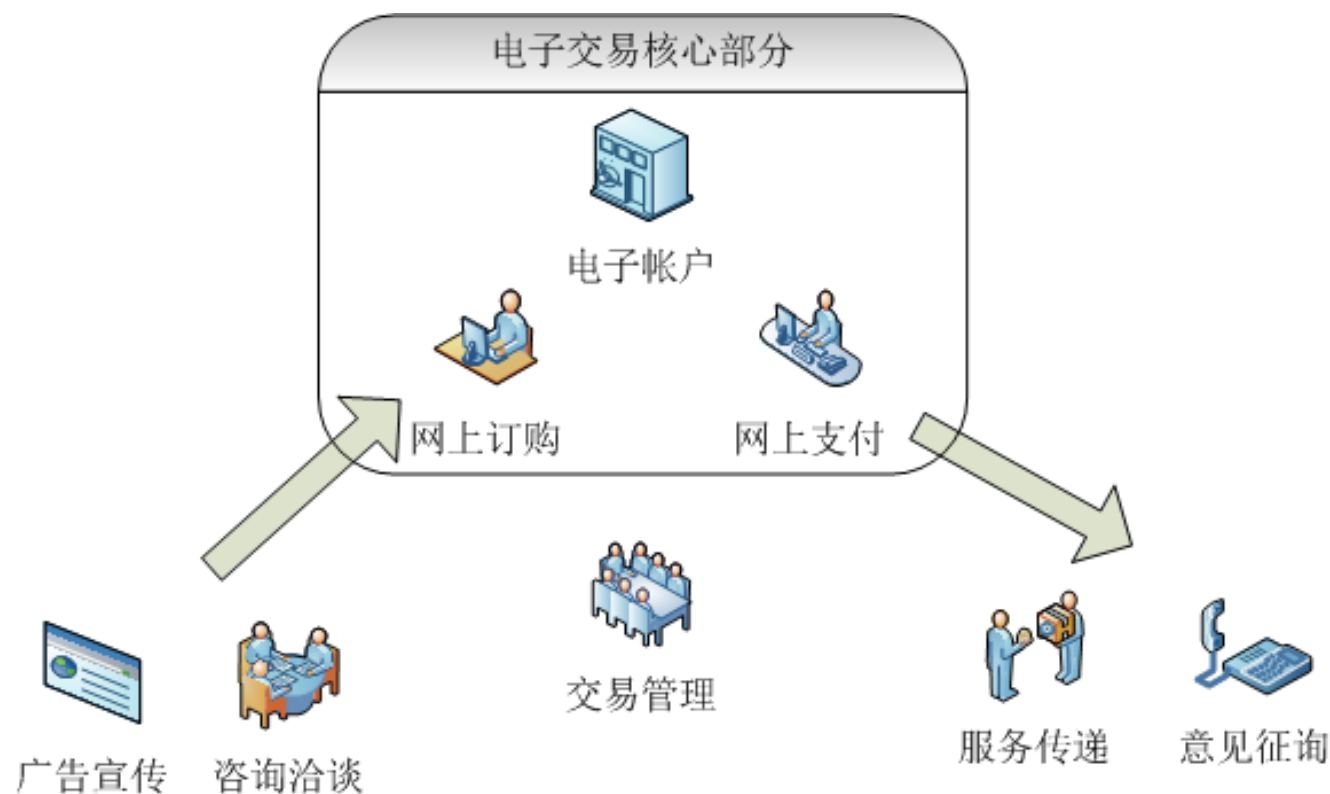 电子交易核心部分
电子帐户
网上订购
网上支付
交易管理
广告宣传
咨询洽谈
服务传递
意见征询